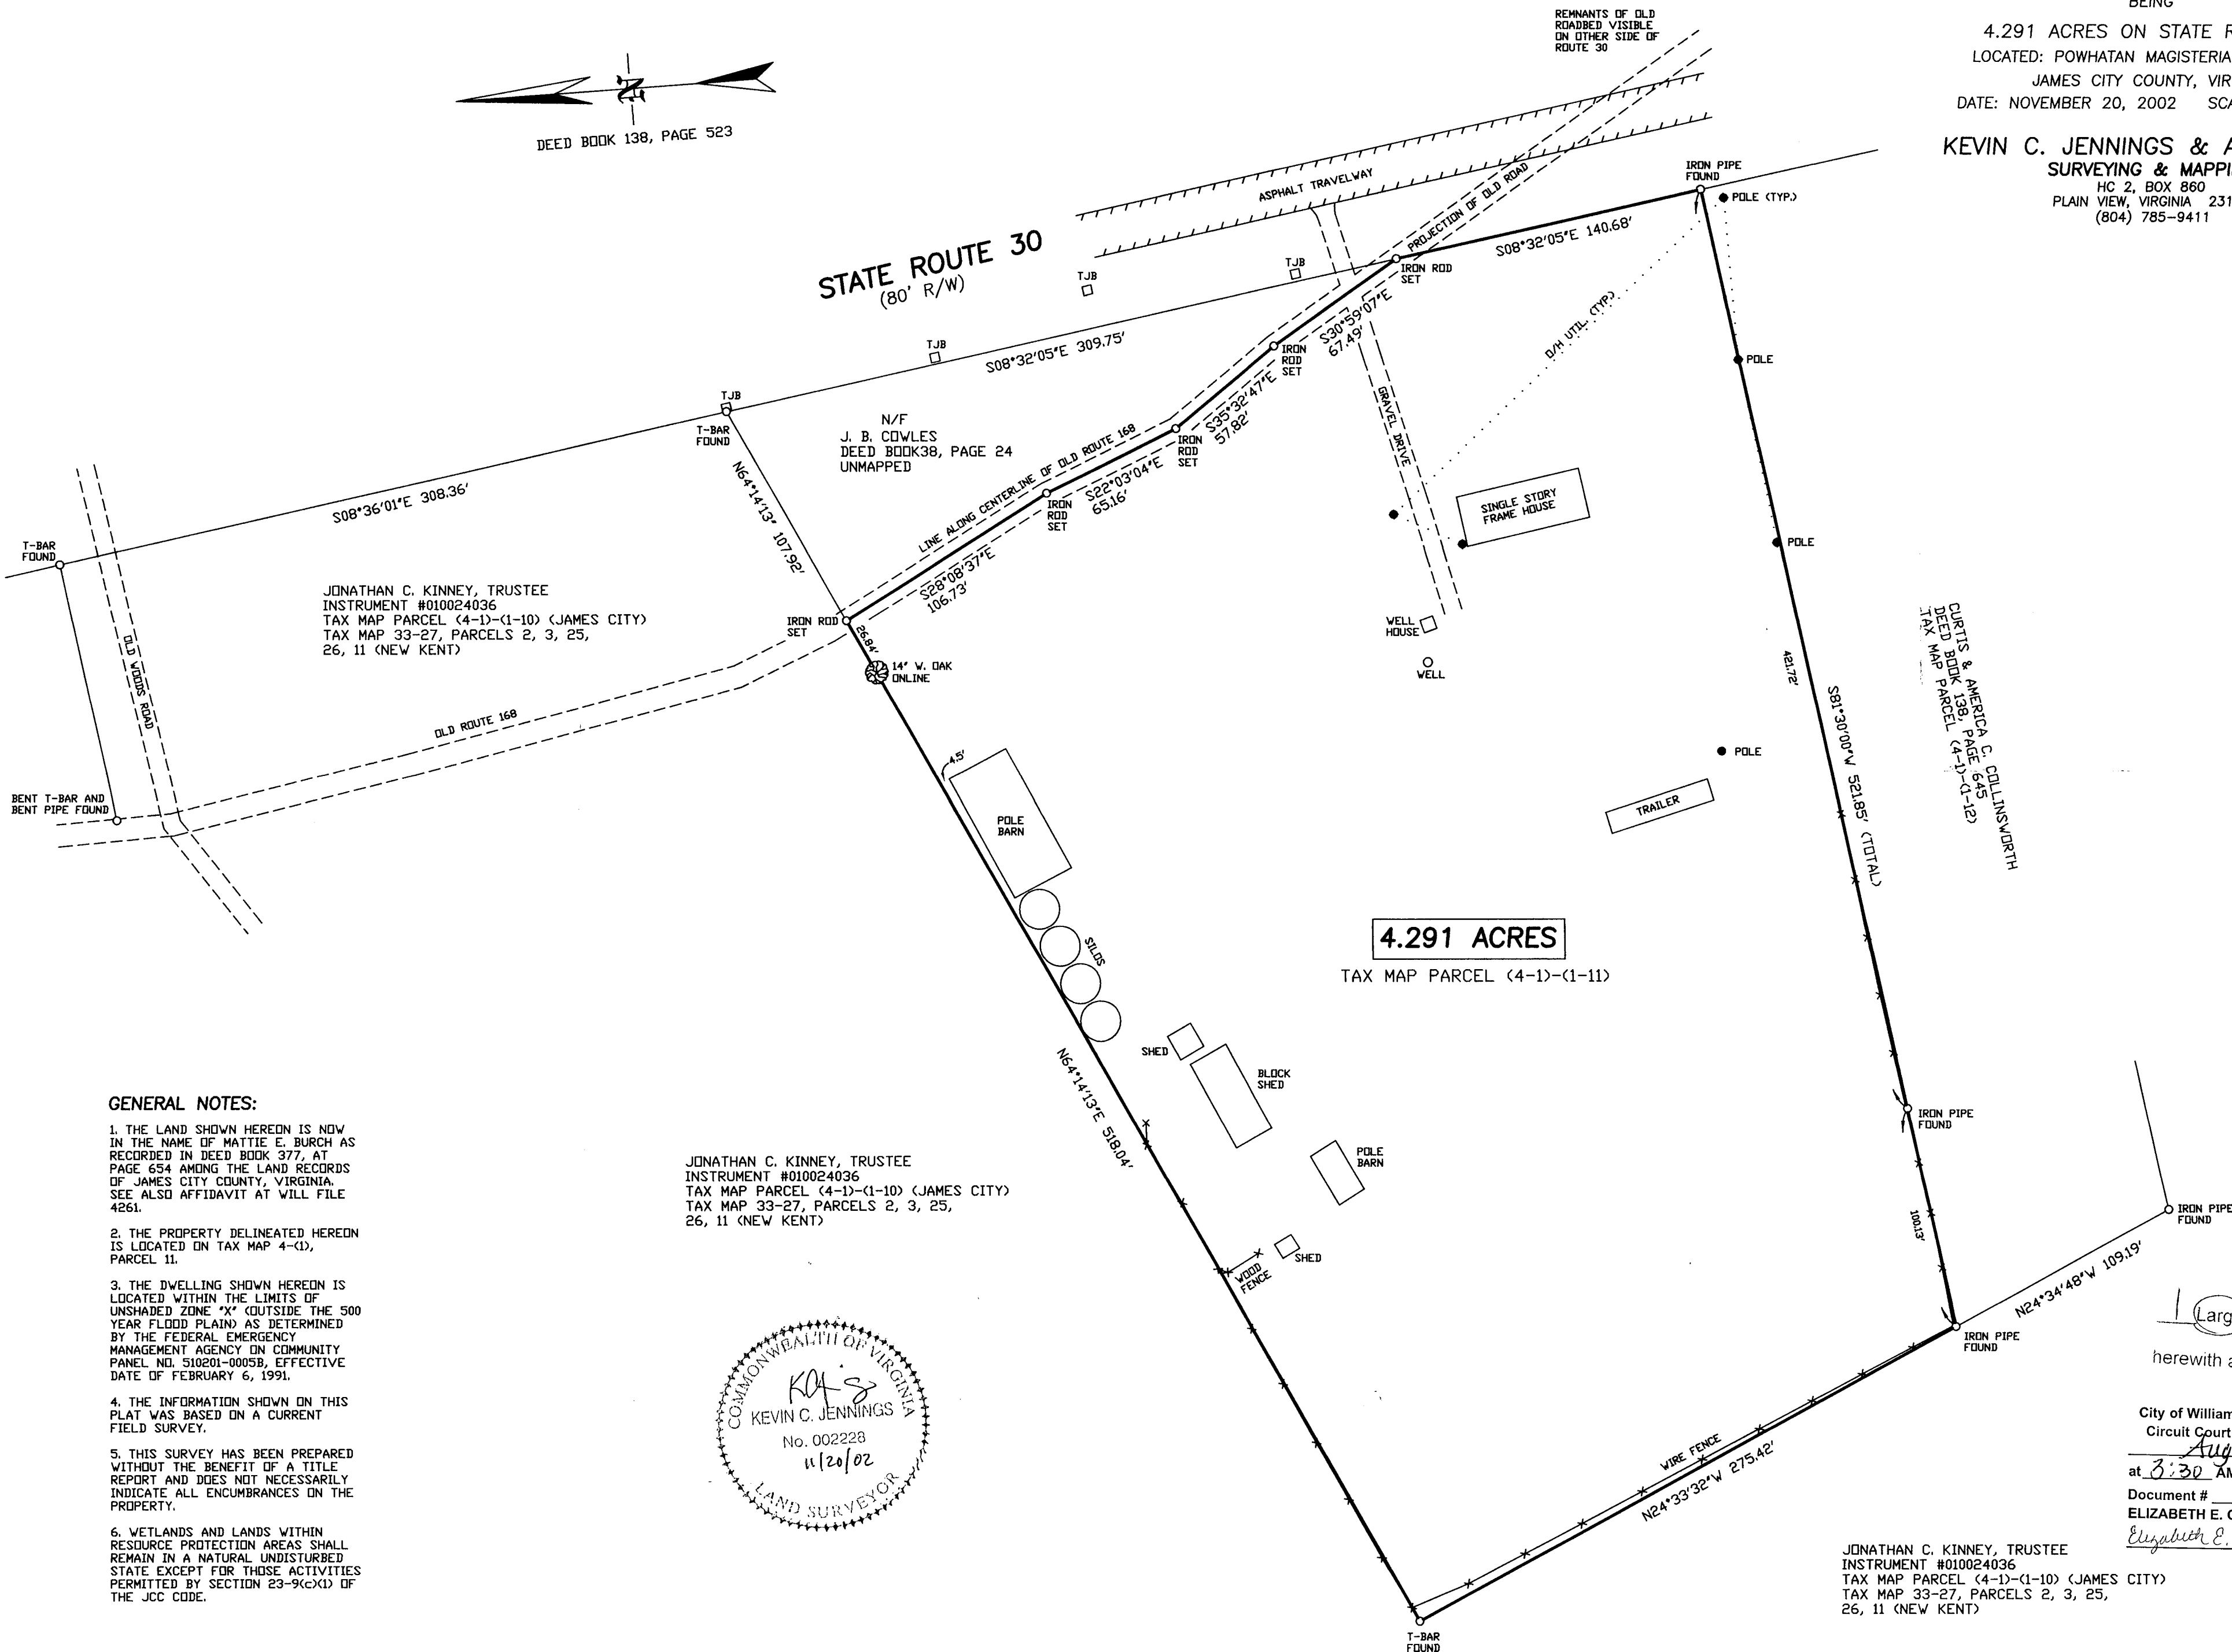 REMNANTS OF OLD
ROADBED VISIBLE
ON OTHER SIDE OF
ROUTE 30
BEING
4.291 ACRES ON STATE R
LOCATED: POWHATAN MAGISTERIA
JAMES CITY COUNTY, VIR
DATE: NOVEMBER 20, 2002 SCA
KEVIN C. JENNINGS & A
SURVEYING & MAPPI
HC 2, BOX 860
PLAIN VIEW, VIRGINIA 231
(804) 785-9411
N
DEED BOOK 138, PAGE 523
STATE ROUTE 30
(80' R/W)
ASPHALT TRAVELWAY
PROJECTION OF OLD ROAD
IRON PIPE
FOUND
POLE (TYP.)
S08°32'05"E 140.68'
IRON ROD
SET
TJB
TJB
TJB
TJB
S08°32'05"E 309.75'
S30°59'07"E
67.49'
O/H UTIL. (TYP.)
IRON
ROD
SET
S35°32'47"E
57.82'
GRAVEL DRIVE
POLE
T-BAR
FOUND
N/F
J. B. COWLES
DEED BOOK38, PAGE 24
UNMAPPED
N64°14'13" 107.92'
LINE ALONG CENTERLINE OF OLD ROUTE 168
IRON
ROD
SET
S22°03'04"E
65.16'
IRON
ROD
SET
S28°08'37"E
106.73'
SINGLE STORY
FRAME HOUSE
POLE
S08°36'01"E 308.36'
T-BAR
FOUND
JONATHAN C. KINNEY, TRUSTEE
INSTRUMENT #010024036
TAX MAP PARCEL (4-1)-(1-10) (JAMES CITY)
TAX MAP 33-27, PARCELS 2, 3, 25,
26, 11 (NEW KENT)
OLD WOODS ROAD
OLD ROUTE 168
BENT T-BAR AND
BENT PIPE FOUND
IRON ROD
SET
26.84'
14" W. OAK
ONLINE
WELL
HOUSE
WELL
POLE
TRAILER
421.72'
S81°30'00"W 521.85' (TOTAL)
CURTIS & AMERICA C. COLLINSWORTH
DEED BOOK 138, PAGE 645
TAX MAP PARCEL (4-1)-(1-12)
4.5'
POLE
BARN
SILOS
4.291 ACRES
TAX MAP PARCEL (4-1)-(1-11)
SHED
BLOCK
SHED
N64°14'13"E 518.04'
POLE
BARN
SHED
WOOD
FENCE
IRON PIPE
FOUND
100.13'
IRON PIPE
FOUND
N24°34'48"W 109.19'
IRON PIPE
FOUND
WIRE FENCE
N24°33'32"W 275.42'
T-BAR
FOUND
GENERAL NOTES:
1. THE LAND SHOWN HEREON IS NOW
IN THE NAME OF MATTIE E. BURCH AS
RECORDED IN DEED BOOK 377, AT
PAGE 654 AMONG THE LAND RECORDS
OF JAMES CITY COUNTY, VIRGINIA.
SEE ALSO AFFIDAVIT AT WILL FILE
4261.
2. THE PROPERTY DELINEATED HEREON
IS LOCATED ON TAX MAP 4-(1),
PARCEL 11.
3. THE DWELLING SHOWN HEREON IS
LOCATED WITHIN THE LIMITS OF
UNSHADED ZONE "X" (OUTSIDE THE 500
YEAR FLOOD PLAIN) AS DETERMINED
BY THE FEDERAL EMERGENCY
MANAGEMENT AGENCY ON COMMUNITY
PANEL NO. 510201-0005B, EFFECTIVE
DATE OF FEBRUARY 6, 1991.
4. THE INFORMATION SHOWN ON THIS
PLAT WAS BASED ON A CURRENT
FIELD SURVEY.
5. THIS SURVEY HAS BEEN PREPARED
WITHOUT THE BENEFIT OF A TITLE
REPORT AND DOES NOT NECESSARILY
INDICATE ALL ENCUMBRANCES ON THE
PROPERTY.
6. WETLANDS AND LANDS WITHIN
RESOURCE PROTECTION AREAS SHALL
REMAIN IN A NATURAL UNDISTURBED
STATE EXCEPT FOR THOSE ACTIVITIES
PERMITTED BY SECTION 23-9(c)(1) OF
THE JCC CODE.
JONATHAN C. KINNEY, TRUSTEE
INSTRUMENT #010024036
TAX MAP PARCEL (4-1)-(1-10) (JAMES CITY)
TAX MAP 33-27, PARCELS 2, 3, 25,
26, 11 (NEW KENT)
COMMONWEALTH OF VIRGINIA
KEVIN C. JENNINGS
No. 002228
11/20/02
LAND SURVEYOR
1 Larg
herewith a
City of William
Circuit Court
Aug
at 3:30 AM
Document #
ELIZABETH E. O
Elizabeth E.
JONATHAN C. KINNEY, TRUSTEE
INSTRUMENT #010024036
TAX MAP PARCEL (4-1)-(1-10) (JAMES CITY)
TAX MAP 33-27, PARCELS 2, 3, 25,
26, 11 (NEW KENT)